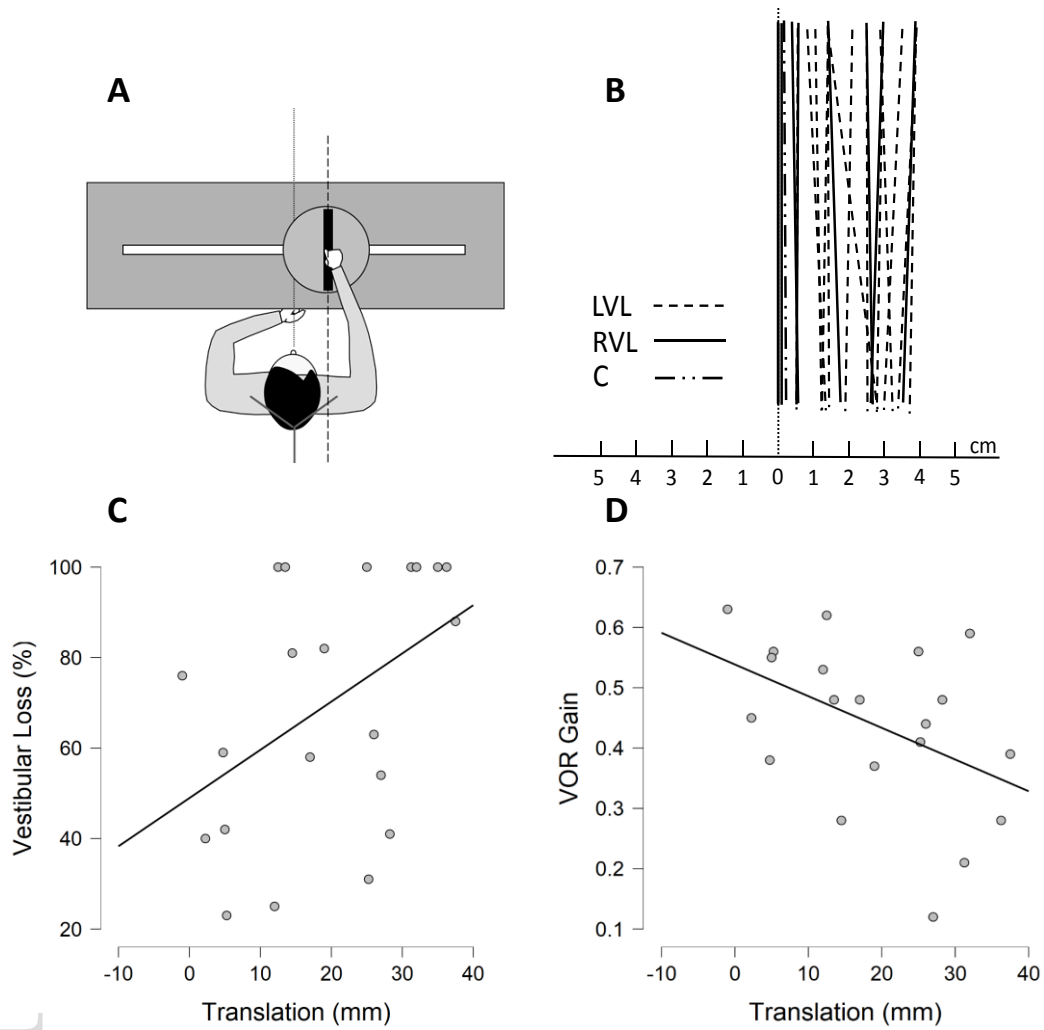 A
B
LVL
RVL
C
cm
5 4 3 2 1 0 1 2 3 4 5
C
D
100
80
60
40
20
Vestibular Loss (%)
-10 0 10 20 30 40
Translation (mm)
0.7
0.6
0.5
0.4
0.3
0.2
0.1
VOR Gain
-10 0 10 20 30 40
Translation (mm)